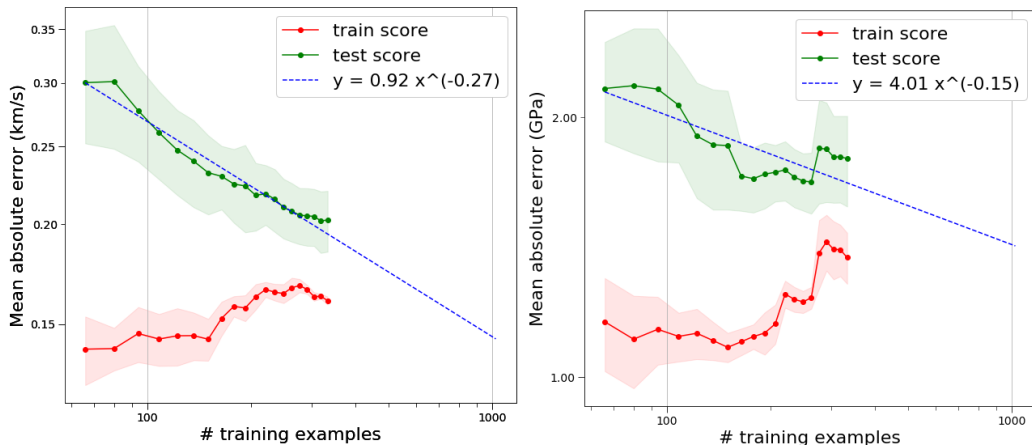 0.35
0.30
0.25
0.20
0.15
Mean absolute error (km/s)
train score
test score
y = 0.92 x^(-0.27)
100
1000
# training examples
2.00
1.00
Mean absolute error (GPa)
train score
test score
y = 4.01 x^(-0.15)
100
1000
# training examples